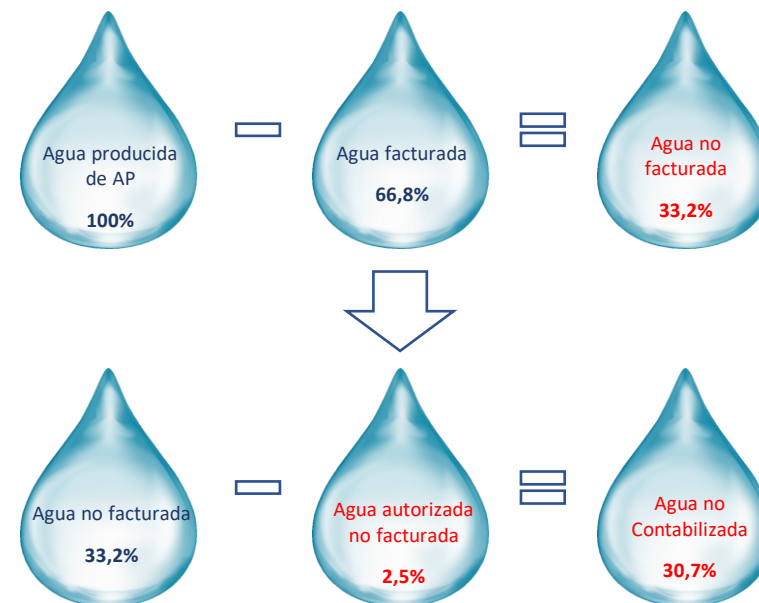 Agua producida
de AP
100%
Agua facturada
66,8%
Agua no
facturada
33,2%
Agua no facturada
33,2%
Agua autorizada
no facturada
2,5%
Agua no
Contabilizada
30,7%